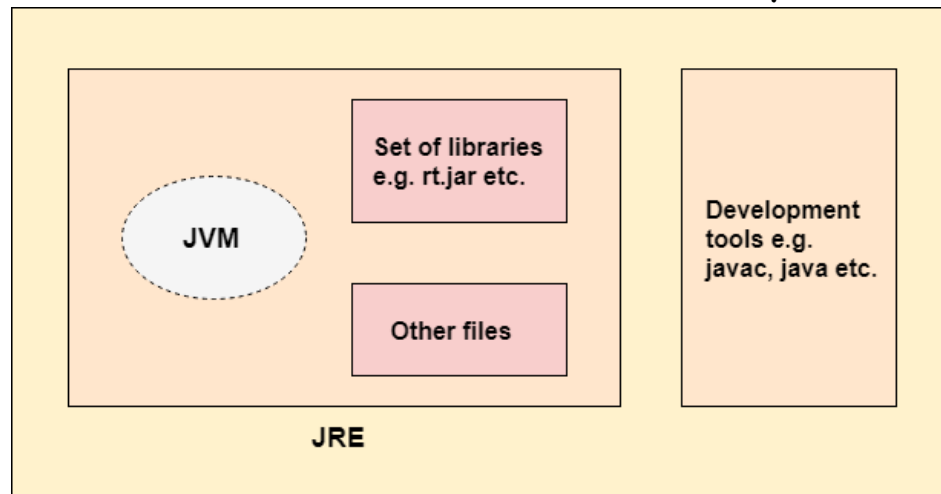 JVM
Set of libraries
e.g. rt.jar etc.
Other files
Development
tools e.g.
javac, java etc.
JRE